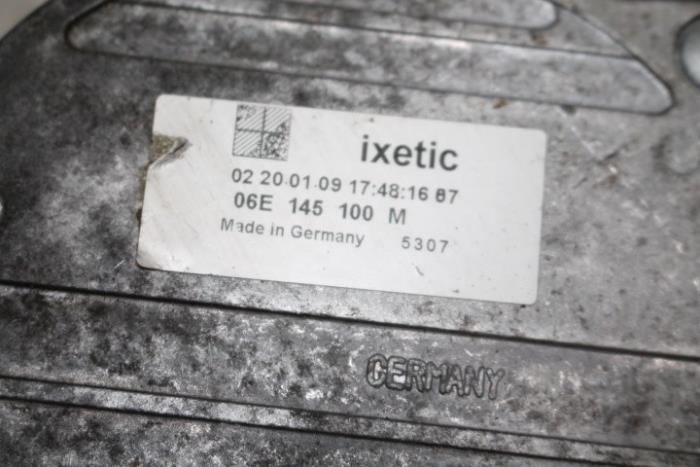 ixetic
02 20.01.09 17:48:16 87
06E 145 100 M
Made in Germany 5307
GERMANY